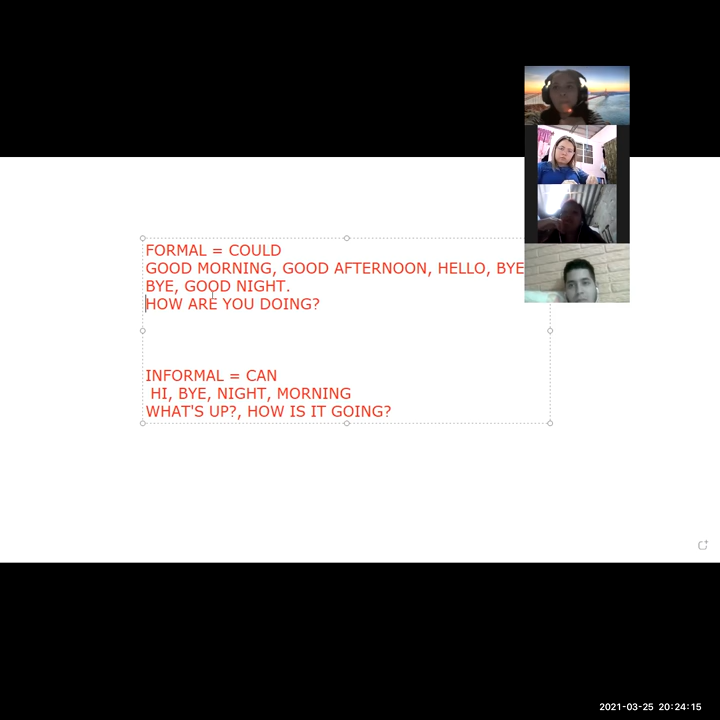 FORMAL = COULD
GOOD MORNING, GOOD AFTERNOON, HELLO, BYE
BYE, GOOD NIGHT.
HOW ARE YOU DOING?
INFORMAL = CAN
HI, BYE, NIGHT, MORNING
WHAT'S UP?, HOW IS IT GOING?
2021-03-25 20:24:15